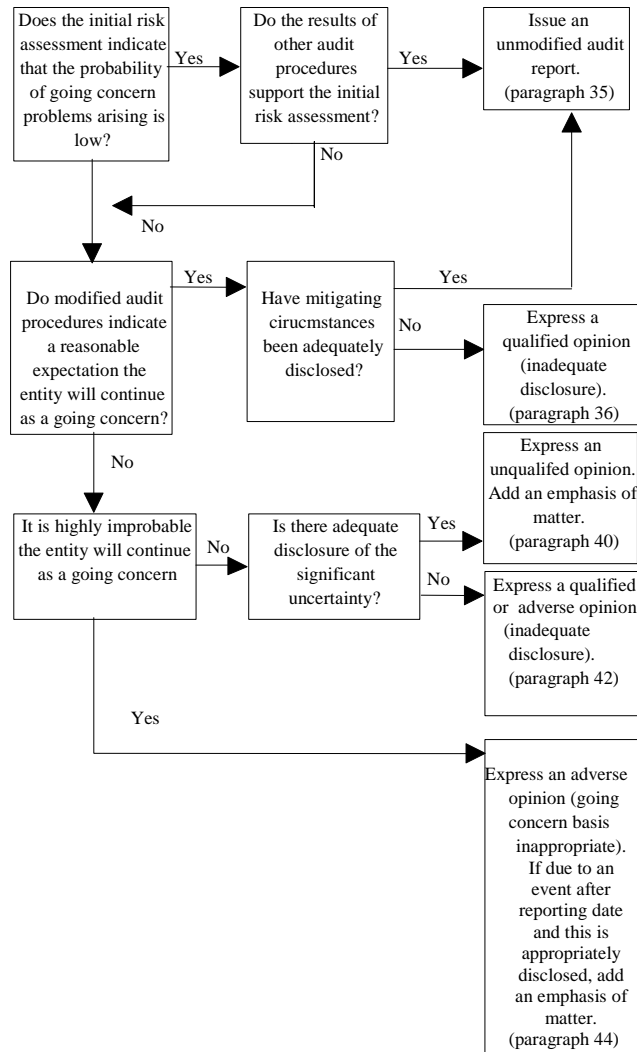 Does the initial risk
assessment indicate
that the probability
of going concern
problems arising is
low?
Yes
Do the results of
other audit
procedures
support the initial
risk assessment?
Yes
Issue an
unmodified audit
report.
(paragraph 35)
No
No
Do modified audit
procedures indicate
a reasonable
expectation the
entity will continue
as a going concern?
Yes
Have mitigating
cirucmstances
been adequately
disclosed?
Yes
No
Express a
qualified opinion
(inadequate
disclosure).
(paragraph 36)
No
It is highly improbable
the entity will continue
as a going concern
No
Is there adequate
disclosure of the
significant
uncertainty?
Yes
Express an
unqualifed opinion.
Add an emphasis of
matter.
(paragraph 40)
No
Express a qualified
or adverse opinion
(inadequate
disclosure).
(paragraph 42)
Yes
Express an adverse
opinion (going
concern basis
inappropriate).
If due to an
event after
reporting date
and this is
appropriately
disclosed, add
an emphasis of
matter.
(paragraph 44)